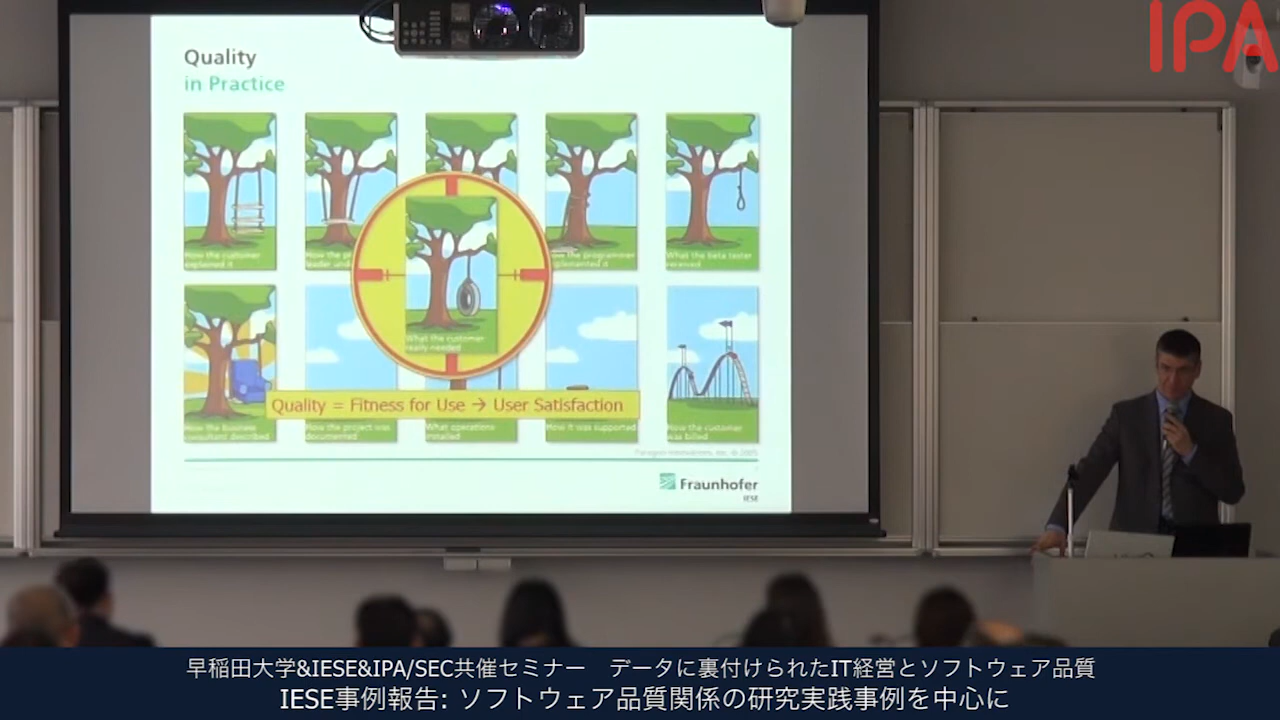 IPA
Quality
in Practice
How the customer
explained it
How the
leader
the programmer
implemented it
What the beta tester
received
What the customer
really needed
How the business
consultant described
How the project was
documented
What operations
installed
How it was supported
How the customer
was billed
Quality = Fitness for Use → User Satisfaction
Fraunhofer
IESE
早稲田大学&IESE&IPA/SEC共催セミナー　データに裏付けられたIT経営とソフトウェア品質
IESE事例報告: ソフトウェア品質関係の研究実践事例を中心に